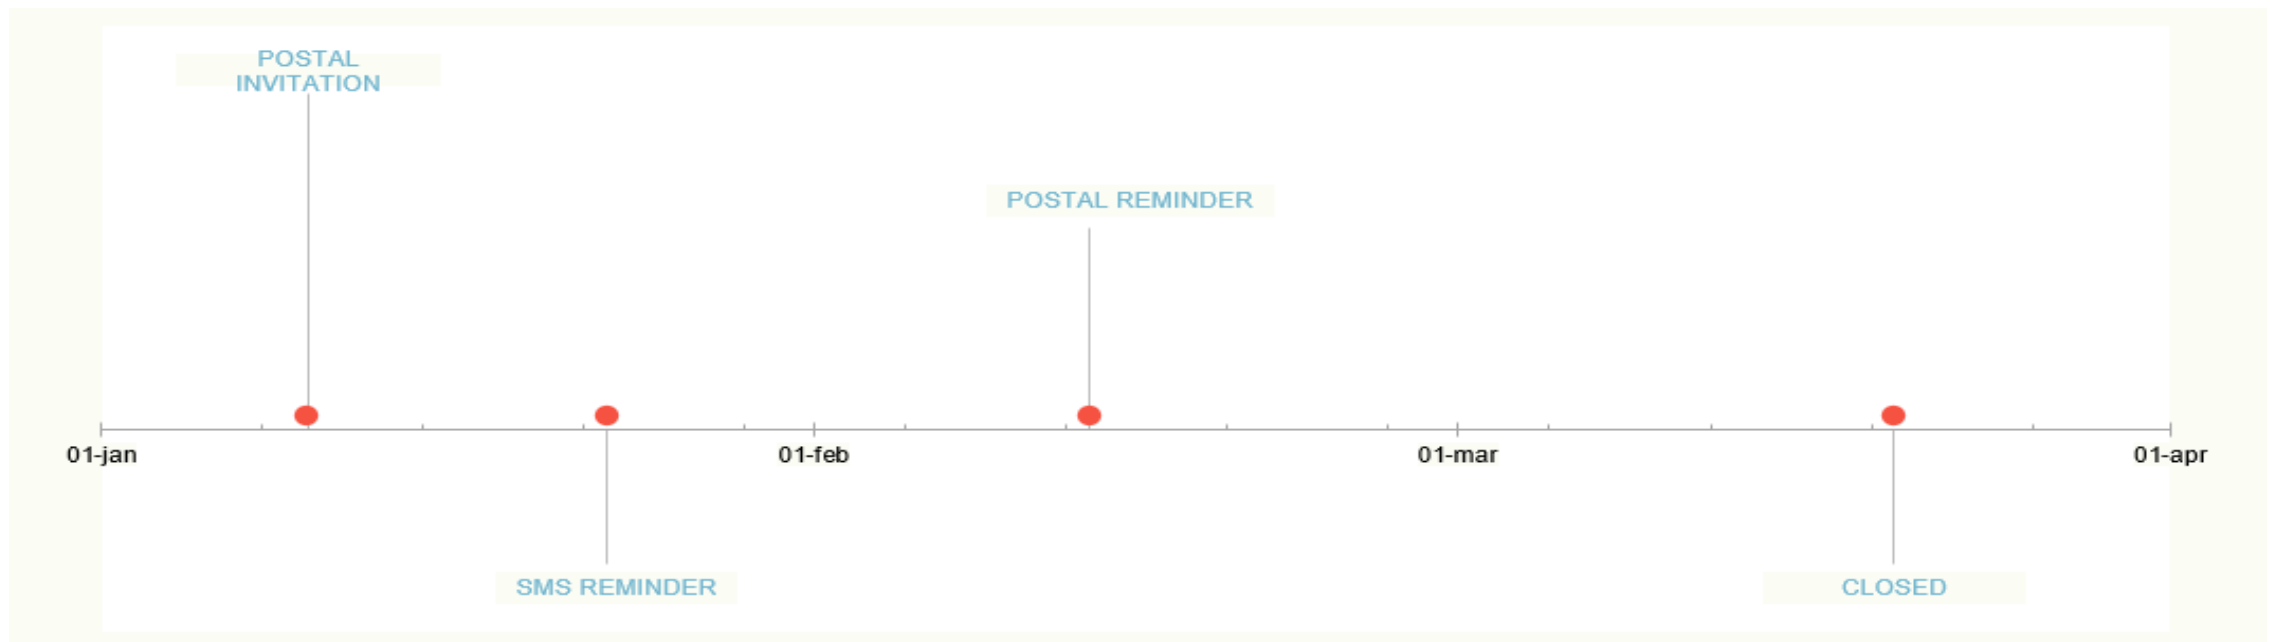 POSTAL
INVITATION
POSTAL REMINDER
01-jan
01-feb
01-mar
01-apr
SMS REMINDER
CLOSED